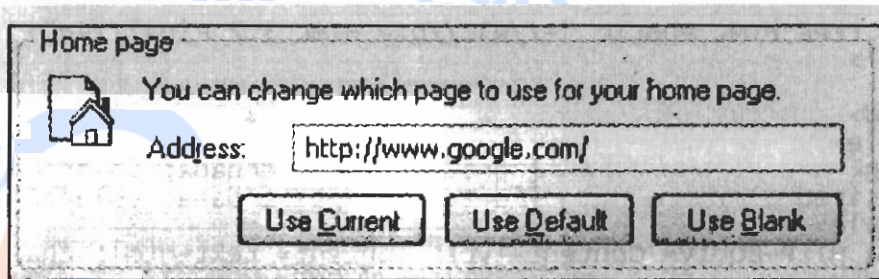 Home page
You can change which page to use for your home page.
Address: http://www.google.com/
Use Current Use Default Use Blank